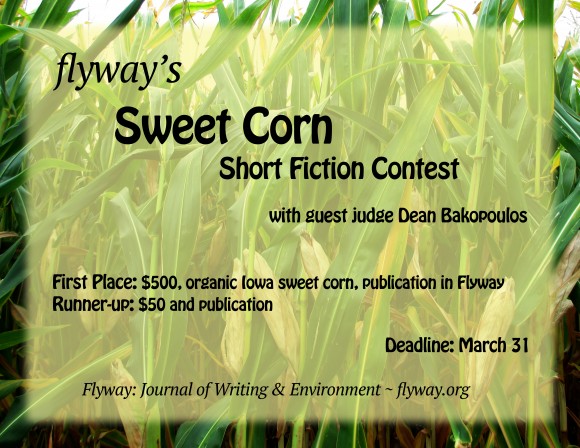 flyway's
Sweet Corn
Short Fiction Contest
with guest judge Dean Bakopoulos
First Place: $500, organic Iowa sweet corn, publication in Flyway
Runner-up: $50 and publication
Deadline: March 31
Flyway: Journal of Writing & Environment ~ flyway.org